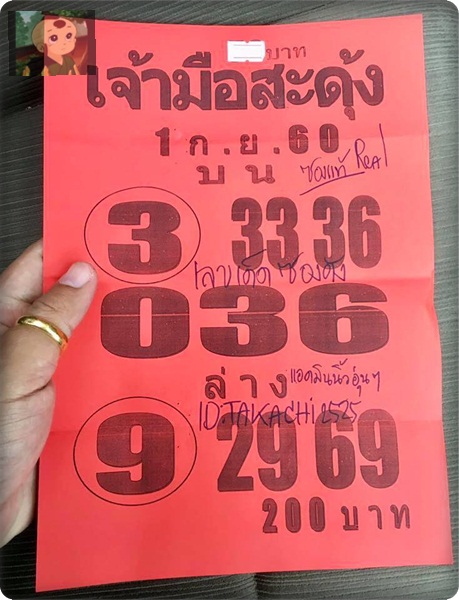 บาท
เจ้ามือสะดุ้ง
1 ก.ย. 60
บน
ซองแท้ Real
3 33 36
เลขเด็ด ซองดัง
036
ล่าง แอดมินนิ้วอุ่นๆ
ID:TAKACHi2525
9 29 69
200 บาท